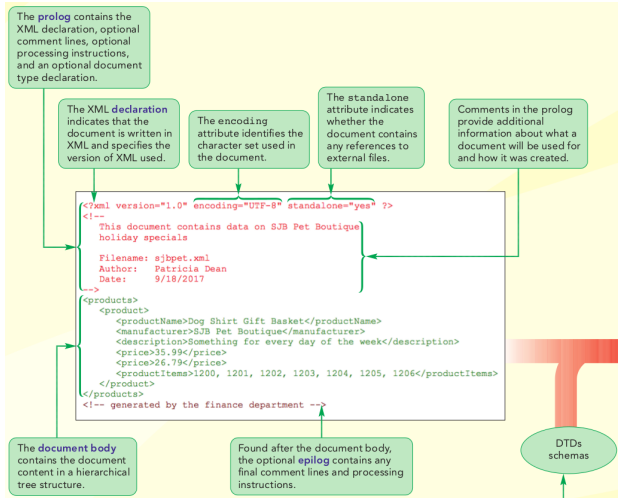 The prolog contains the
XML declaration, optional
comment lines, optional
processing instructions,
and an optional document
type declaration.
The XML declaration
indicates that the
document is written in
XML and specifies the
version of XML used.
The encoding
attribute identifies the
character set used in
the document.
The standalone
attribute indicates
whether the
document contains
any references to
external files.
Comments in the prolog
provide additional
information about what a
document will be used for
and how it was created.
<?xml version="1.0" encoding="UTF-8" standalone="yes" ?>
<!--
This document contains data on SJB Pet Boutique
holiday specials
Filename: sjbpet.xml
Author: Patricia Dean
Date: 9/18/2017
-->
<products>
<product>
<productName>Dog Shirt Gift Basket</productName>
<manufacturer>SJB Pet Boutique</manufacturer>
<description>Something for every day of the week</description>
<price>35.99</price>
<price>26.79</price>
<productItems>1200, 1201, 1202, 1203, 1204, 1205, 1206</productItems>
</product>
</products>
<!-- generated by the finance department -->
The document body
contains the document
content in a hierarchical
tree structure.
Found after the document body,
the optional epilog contains any
final comment lines and processing
instructions.
DTDs
schemas